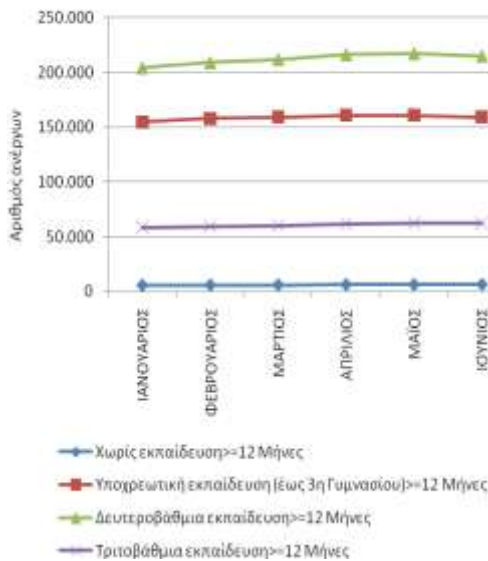 250.000
200.000
150.000
100.000
50.000
0
Αριθμός ανέργων
ΙΑΝΟΥΑΡΙΟΣ
ΦΕΒΡΟΥΑΡΙΟΣ
ΜΑΡΤΙΟΣ
ΑΠΡΙΛΙΟΣ
ΜΑΪΟΣ
ΙΟΥΝΙΟΣ
Χωρίς εκπαίδευση>=12 Μήνες
Υποχρεωτική εκπαίδευση (έως 3η Γυμνασίου)>=12 Μήνες
Δευτεροβάθμια εκπαίδευση>=12 Μήνες
Τριτοβάθμια εκπαίδευση>=12 Μήνες